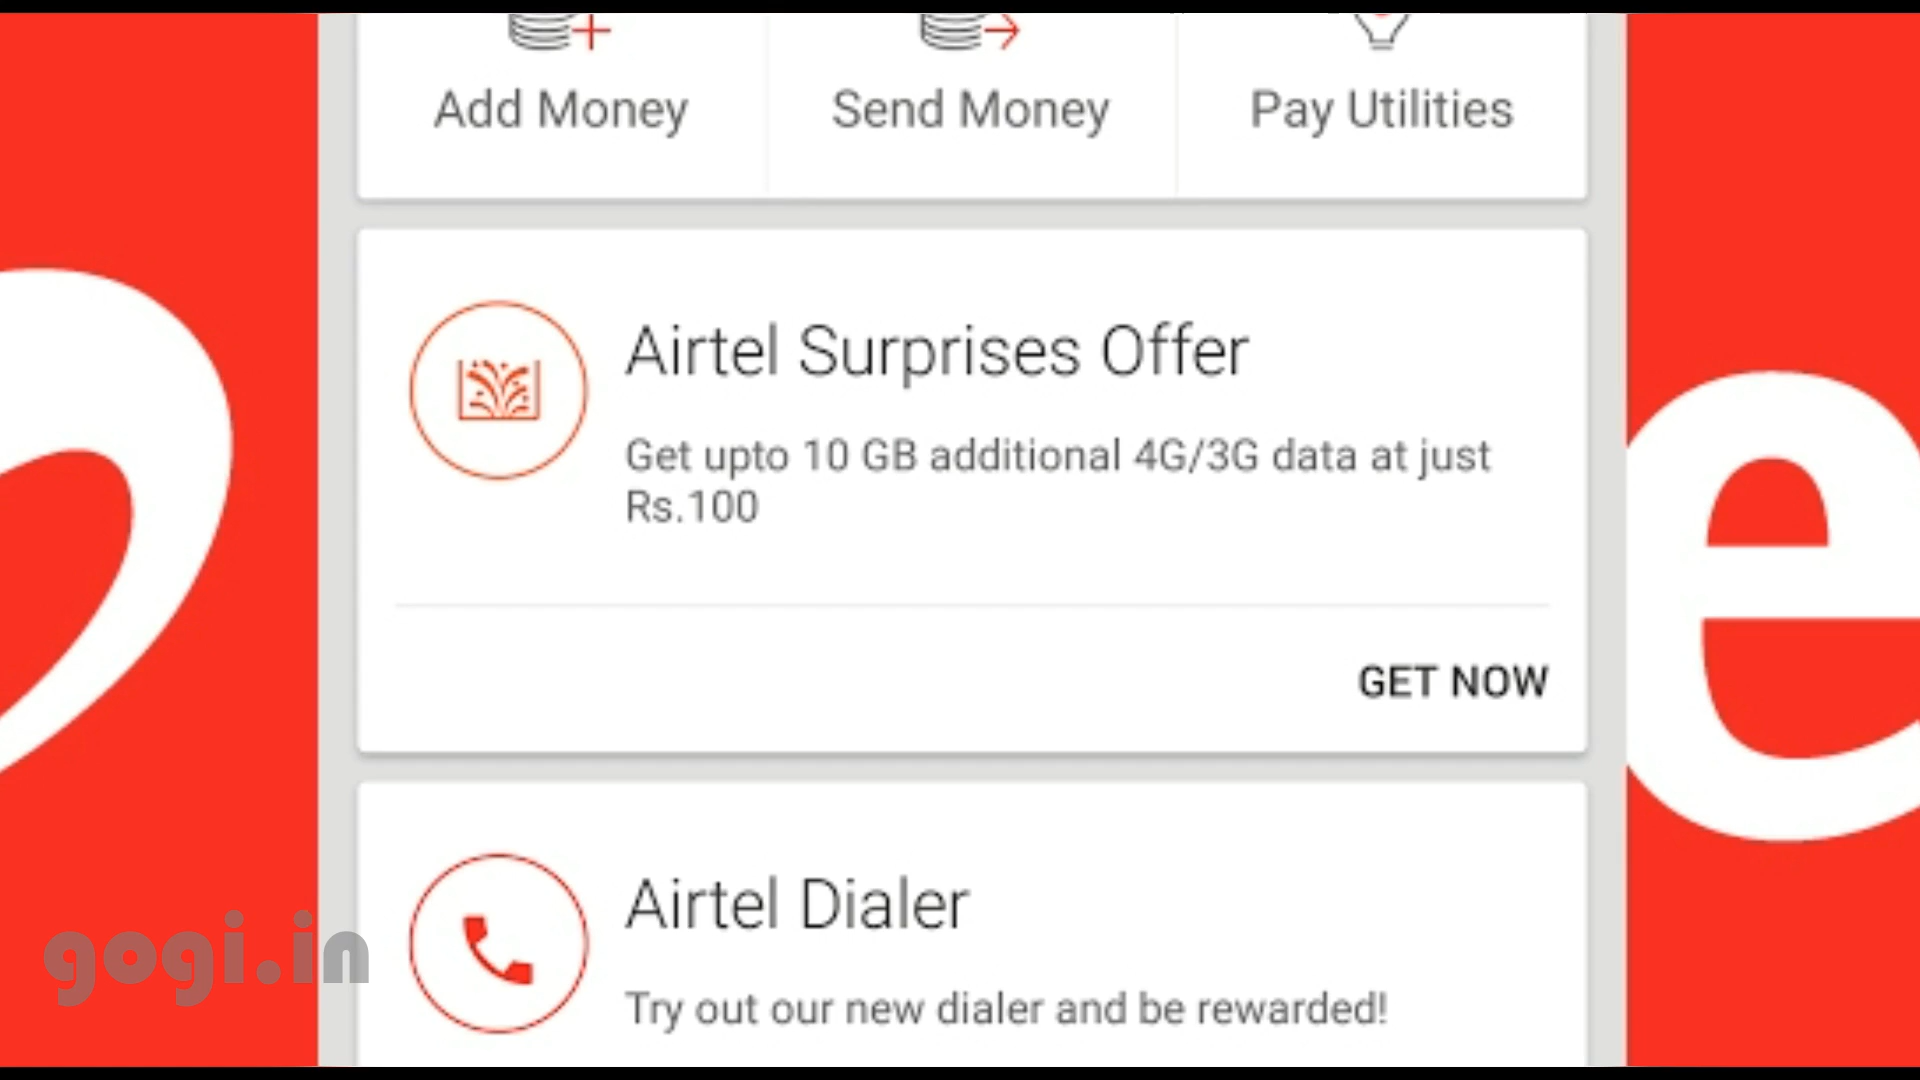 Add Money Send Money Pay Utilities
Airtel Surprises Offer
Get upto 10 GB additional 4G/3G data at just
Rs.100
GET NOW
Airtel Dialer
Try out our new dialer and be rewarded!
gogi.in
e